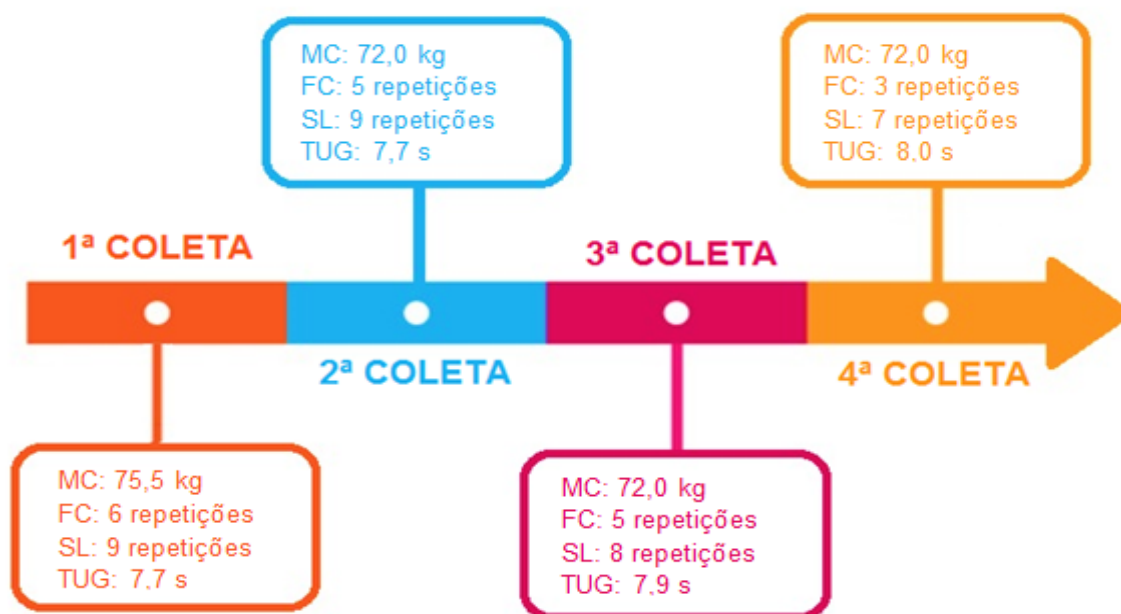 1ª COLETA
MC: 75,5 kg
FC: 6 repetições
SL: 9 repetições
TUG: 7,7 s
MC: 72,0 kg
FC: 5 repetições
SL: 9 repetições
TUG: 7,7 s
2ª COLETA
3ª COLETA
MC: 72,0 kg
FC: 5 repetições
SL: 8 repetições
TUG: 7,9 s
MC: 72,0 kg
FC: 3 repetições
SL: 7 repetições
TUG: 8,0 s
4ª COLETA